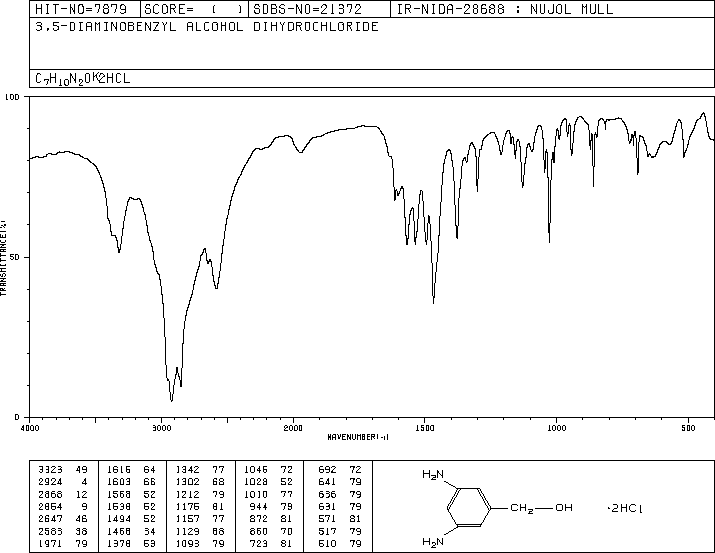 HIT-NO=7879 SCORE= ( ) SDBS-NO=21372 IR-NIDA-28688 : NUJOL MULL
3,5-DIAMINOBENZYL ALCOHOL DIHYDROCHLORIDE
C7H10N2O 2HCL
100
50
0
TRANSMITTANCE(%)
4000 3000 2000 1500 1000 500
WAVENUMBER(-1)
3323 49 1616 64 1342 77 1046 72 692 72
2924 4 1603 66 1302 68 1028 52 641 79
2868 12 1568 52 1212 79 1010 77 636 79
2854 9 1538 52 1176 81 944 79 631 79
2647 46 1494 52 1157 77 872 81 571 81
2583 38 1468 34 1129 68 860 70 517 79
1971 79 1378 53 1093 79 723 81 510 79
H2N
CH2 OH
·2HCl
H2N